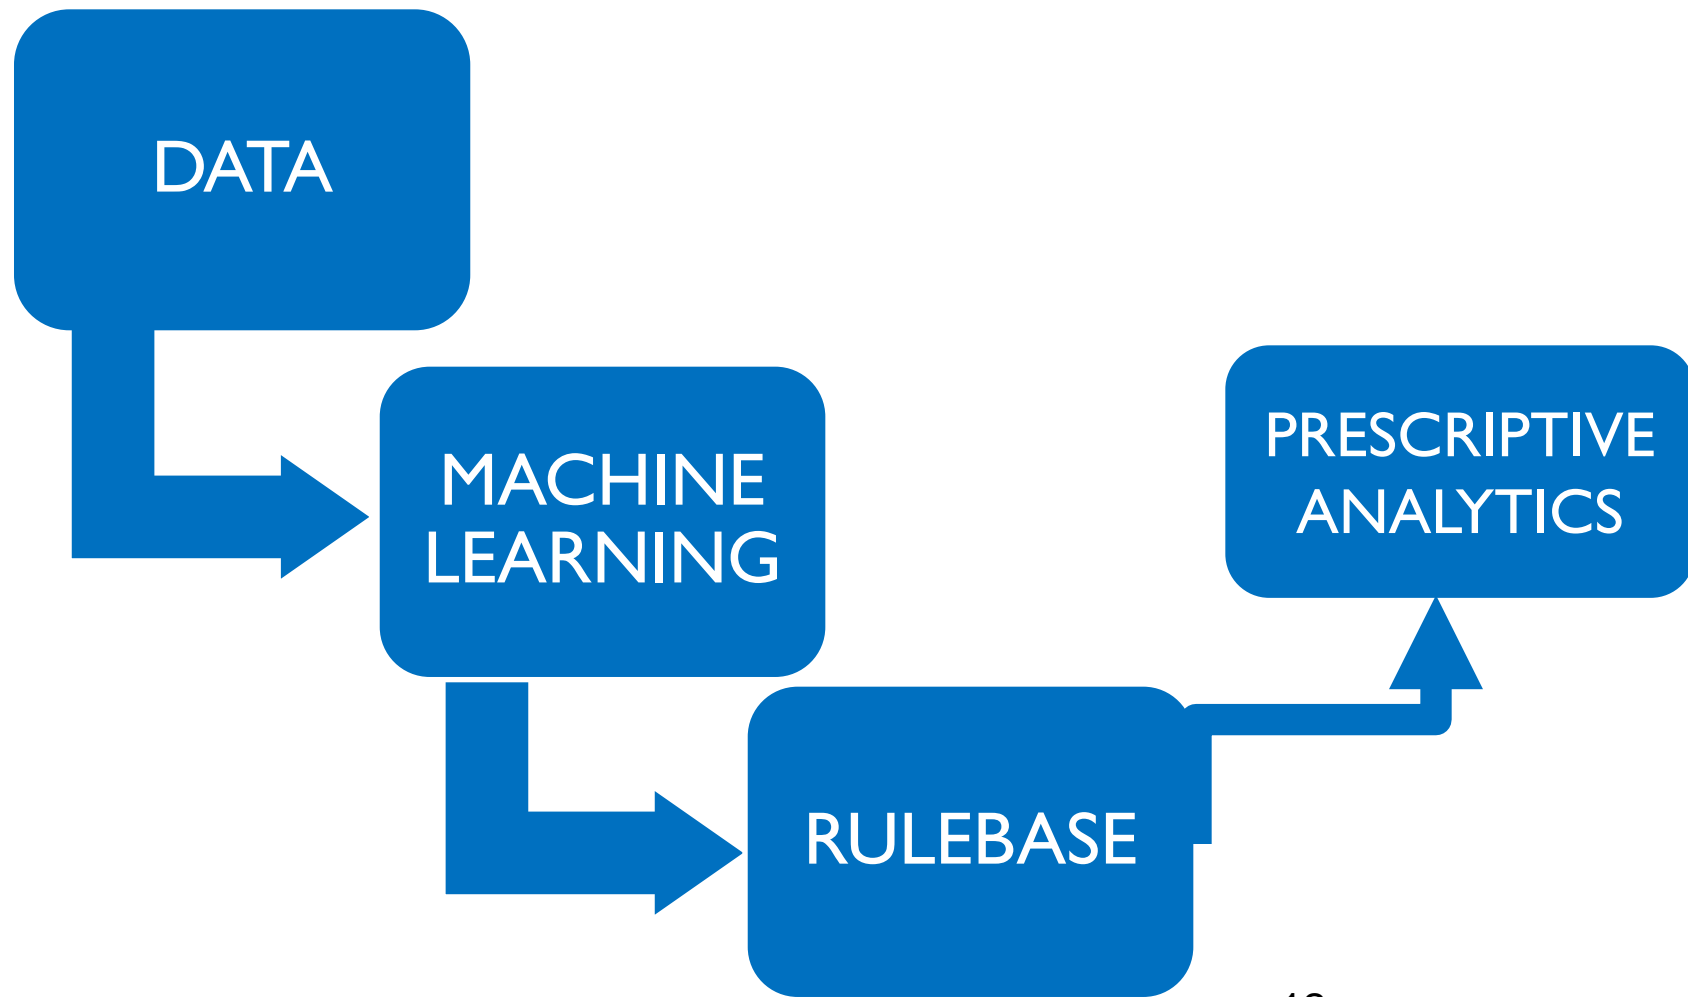 DATA
MACHINE
LEARNING
PRESCRIPTIVE
ANALYTICS
RULEBASE